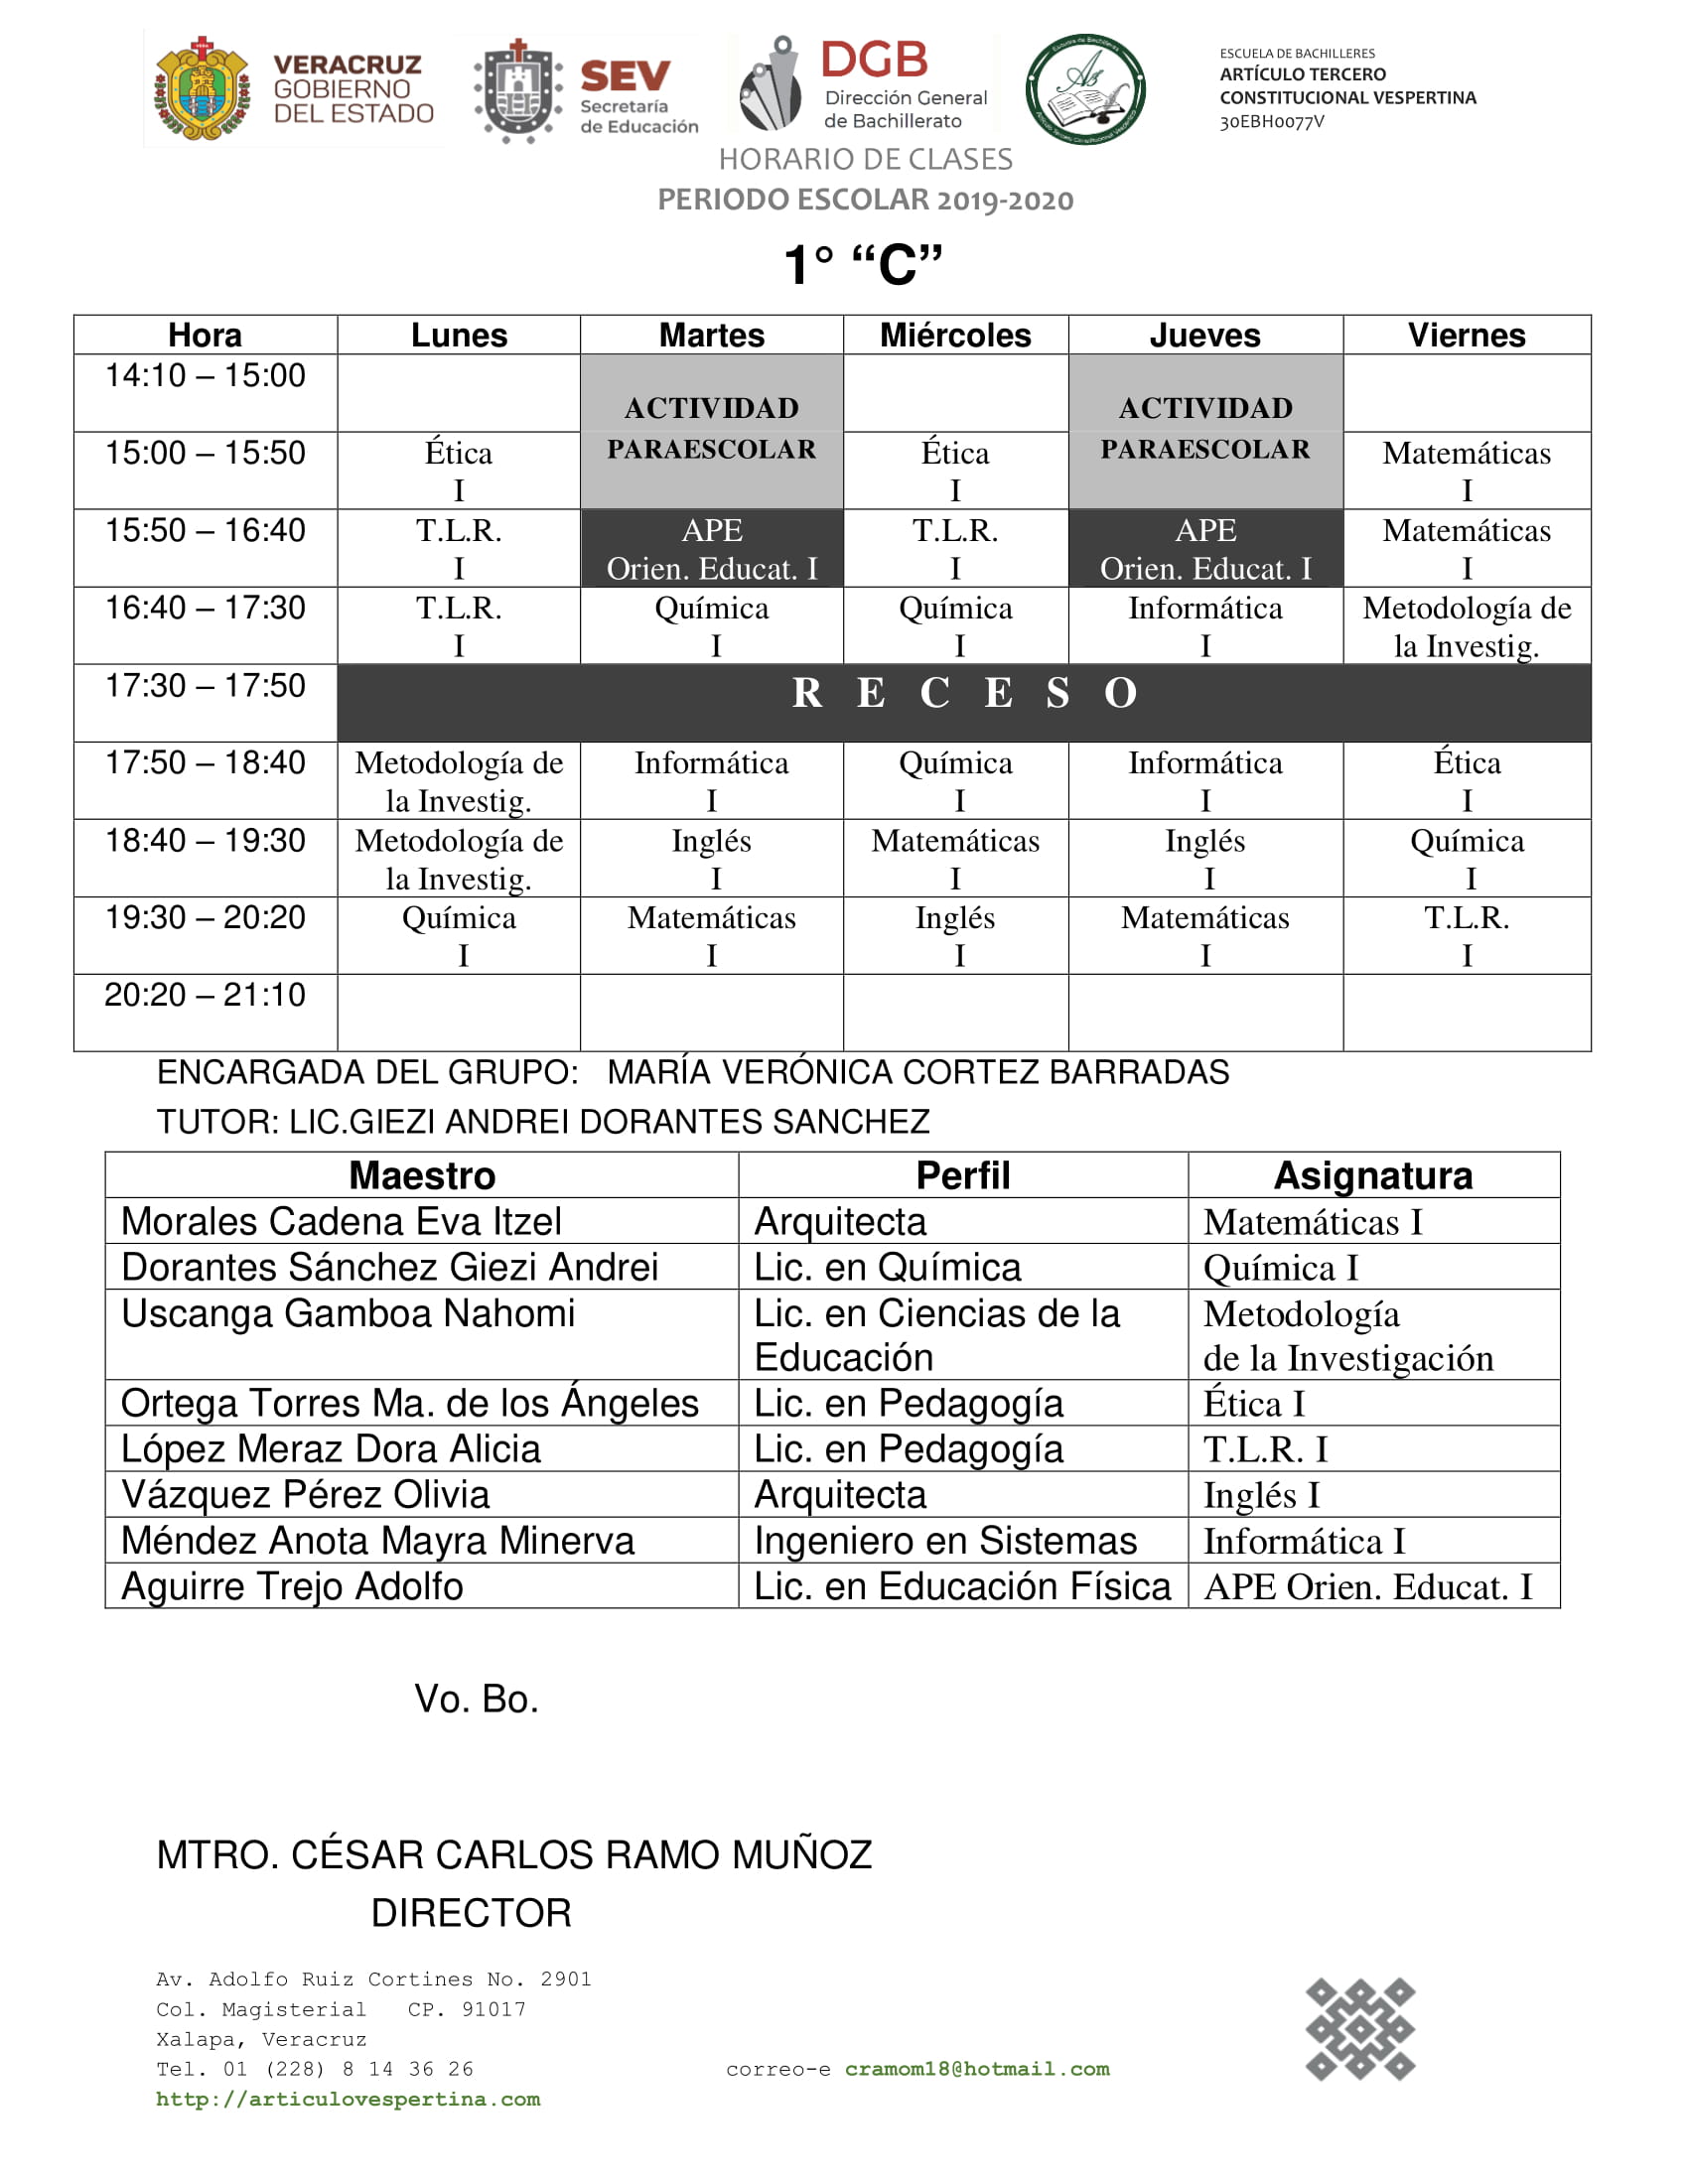 VERACRUZ
GOBIERNO
DEL ESTADO
SEV
Secretaría
de Educación
DGB
Dirección General
de Bachillerato
ESCUELA DE BACHILLERES
ARTÍCULO TERCERO
CONSTITUCIONAL VESPERTINA
30EBH0077V
HORARIO DE CLASES
PERIODO ESCOLAR 2019-2020
1° “C”
Hora Lunes Martes Miércoles Jueves Viernes
14:10 – 15:00 ACTIVIDAD ACTIVIDAD
15:00 – 15:50 Ética PARAESCOLAR Ética PARAESCOLAR Matemáticas
I I I
15:50 – 16:40 T.L.R. APE T.L.R. APE Matemáticas
I Orien. Educat. I I Orien. Educat. I I
16:40 – 17:30 T.L.R. Química Química Informática Metodología de
I I I I la Investig.
17:30 – 17:50 R E C E S O
17:50 – 18:40 Metodología de Informática Química Informática Ética
la Investig. I I I I
18:40 – 19:30 Metodología de Inglés Matemáticas Inglés Química
la Investig. I I I I
19:30 – 20:20 Química Matemáticas Inglés Matemáticas T.L.R.
I I I I I
20:20 – 21:10
ENCARGADA DEL GRUPO: MARÍA VERÓNICA CORTEZ BARRADAS
TUTOR: LIC.GIEZI ANDREI DORANTES SANCHEZ
Maestro Perfil Asignatura
Morales Cadena Eva Itzel Arquitecta Matemáticas I
Dorantes Sánchez Giezi Andrei Lic. en Química Química I
Uscanga Gamboa Nahomi Lic. en Ciencias de la Metodología
Educación de la Investigación
Ortega Torres Ma. de los Ángeles Lic. en Pedagogía Ética I
López Meraz Dora Alicia Lic. en Pedagogía T.L.R. I
Vázquez Pérez Olivia Arquitecta Inglés I
Méndez Anota Mayra Minerva Ingeniero en Sistemas Informática I
Aguirre Trejo Adolfo Lic. en Educación Física APE Orien. Educat. I
Vo. Bo.
MTRO. CÉSAR CARLOS RAMO MUÑOZ
DIRECTOR
Av. Adolfo Ruiz Cortines No. 2901
Col. Magisterial CP. 91017
Xalapa, Veracruz
Tel. 01 (228) 8 14 36 26 correo-e cramom18@hotmail.com
http://articulovespertina.com